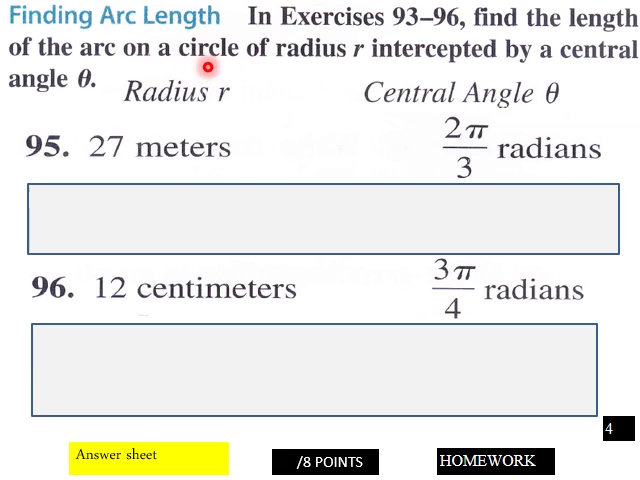 Finding Arc Length In Exercises 93–96, find the length
of the arc on a circle of radius r intercepted by a central
angle θ.
Radius r Central Angle θ
95. 27 meters 2π/3 radians
96. 12 centimeters 3π/4 radians
4
Answer sheet /8 POINTS HOMEWORK